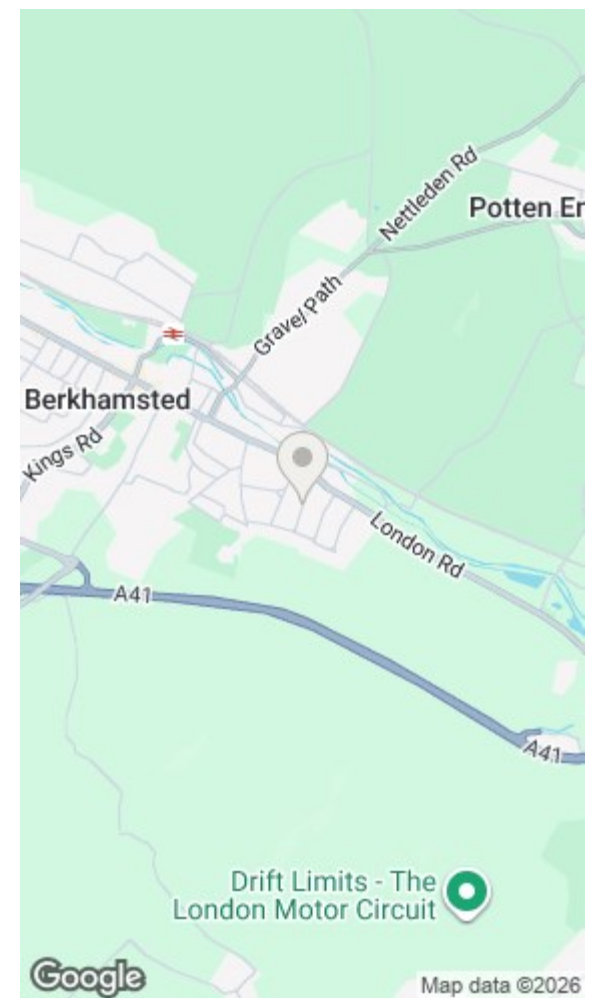 Nettleden Rd
Potten En
Gravel Path
Berkhamsted
Kings Rd
London Rd
A41
A41
Drift Limits - The
London Motor Circuit
Google
Map data ©2026